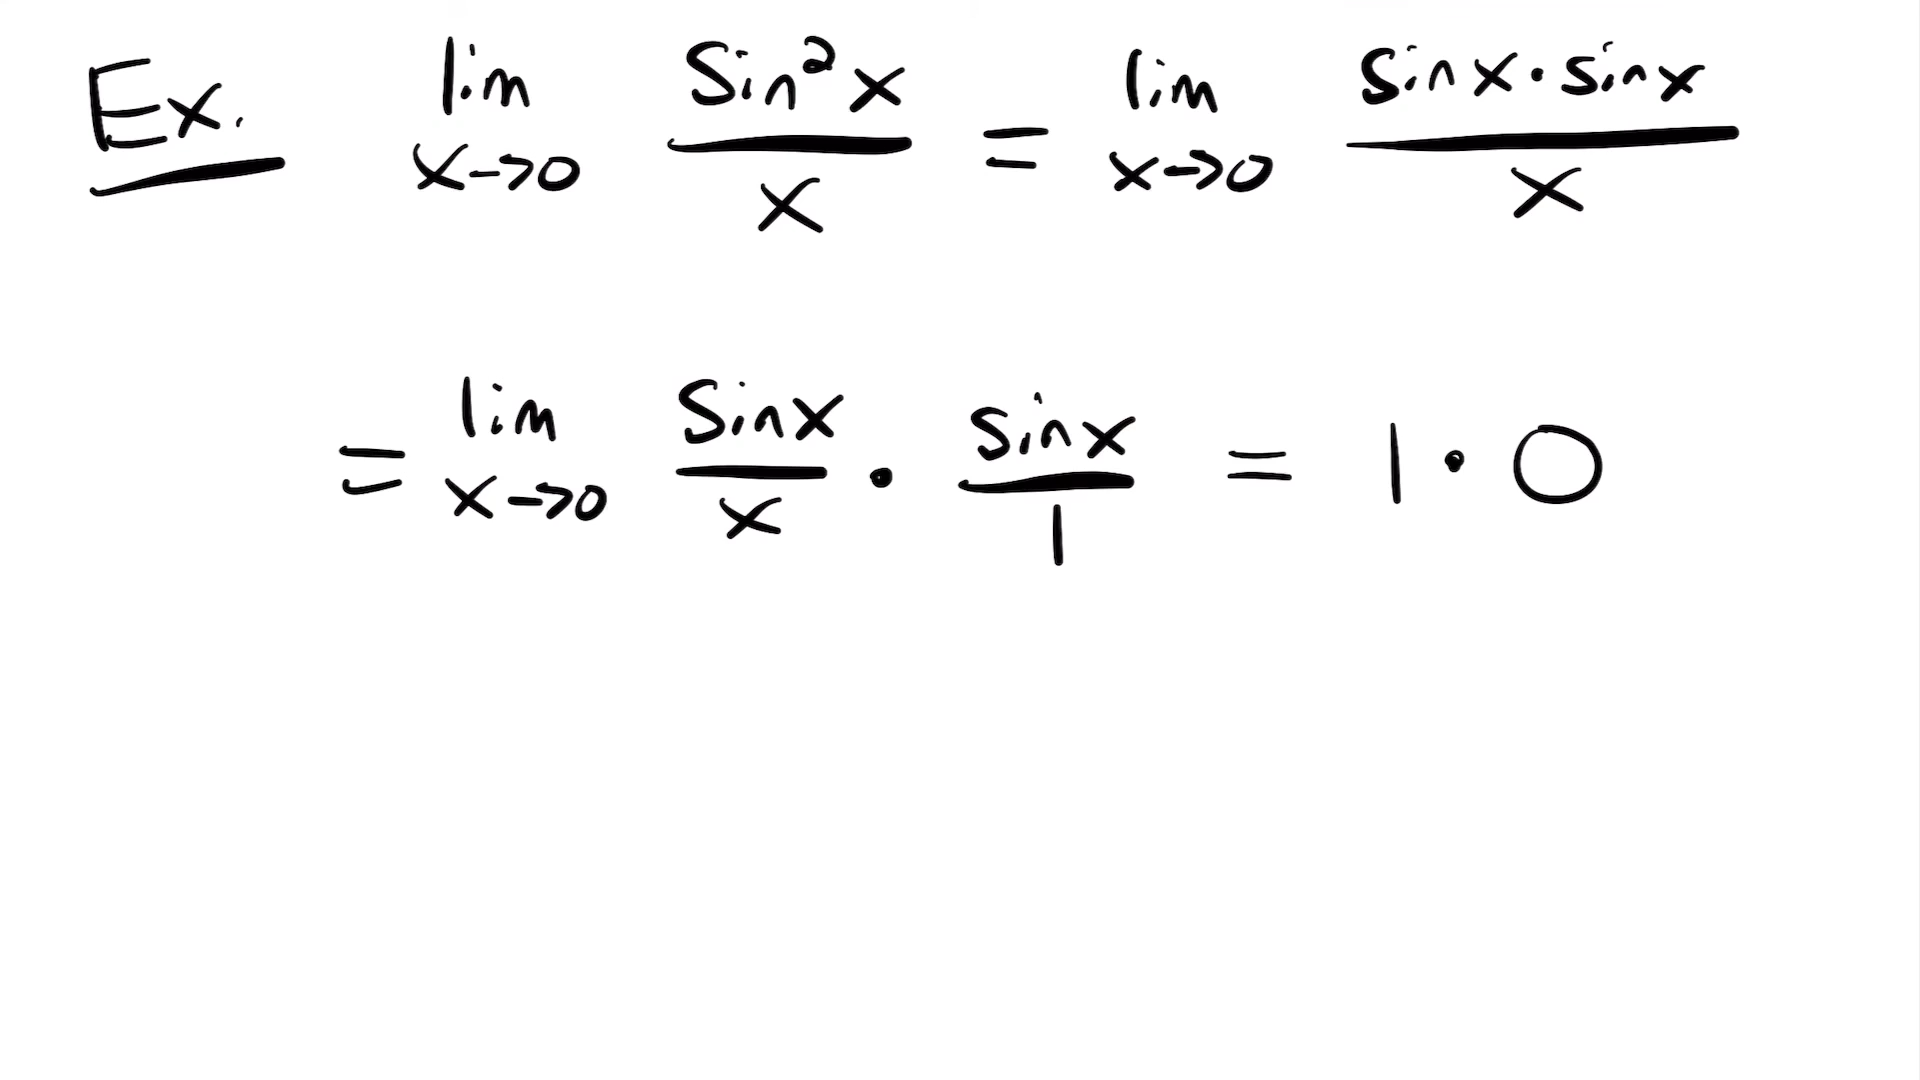 Ex. lim x→0 sin²x / x = lim x→0 sinx · sinx / x
= lim x→0 sinx / x · sinx / 1 = 1 · 0